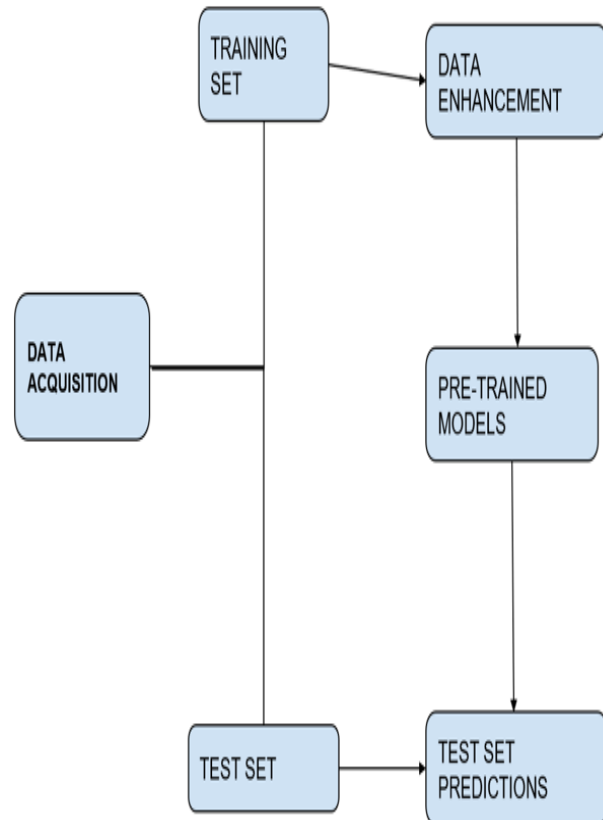 TRAINING
SET
DATA
ENHANCEMENT
DATA
ACQUISITION
PRE-TRAINED
MODELS
TEST SET
TEST SET
PREDICTIONS